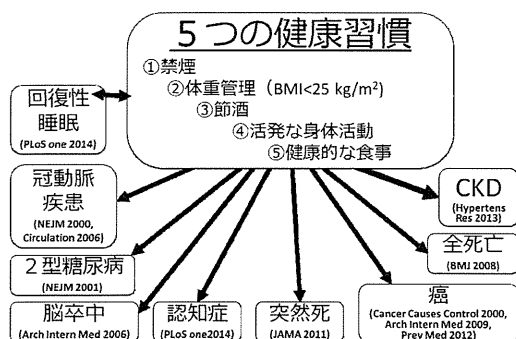 ５つの健康習慣
①禁煙
②体重管理（BMI<25 kg/m²)
③節酒
④活発な身体活動
⑤健康的な食事
回復性
睡眠
(PLoS one 2014)
冠動脈
疾患
(NEJM 2000,
Circulation 2006)
２型糖尿病
(NEJM 2001)
脳卒中
(Arch Intern Med 2006)
認知症
(PLoS one2014)
突然死
(JAMA 2011)
癌
(Cancer Causes Control 2000,
Arch Intern Med 2009,
Prev Med 2012)
全死亡
(BMJ 2008)
CKD
(Hypertens
Res 2013)